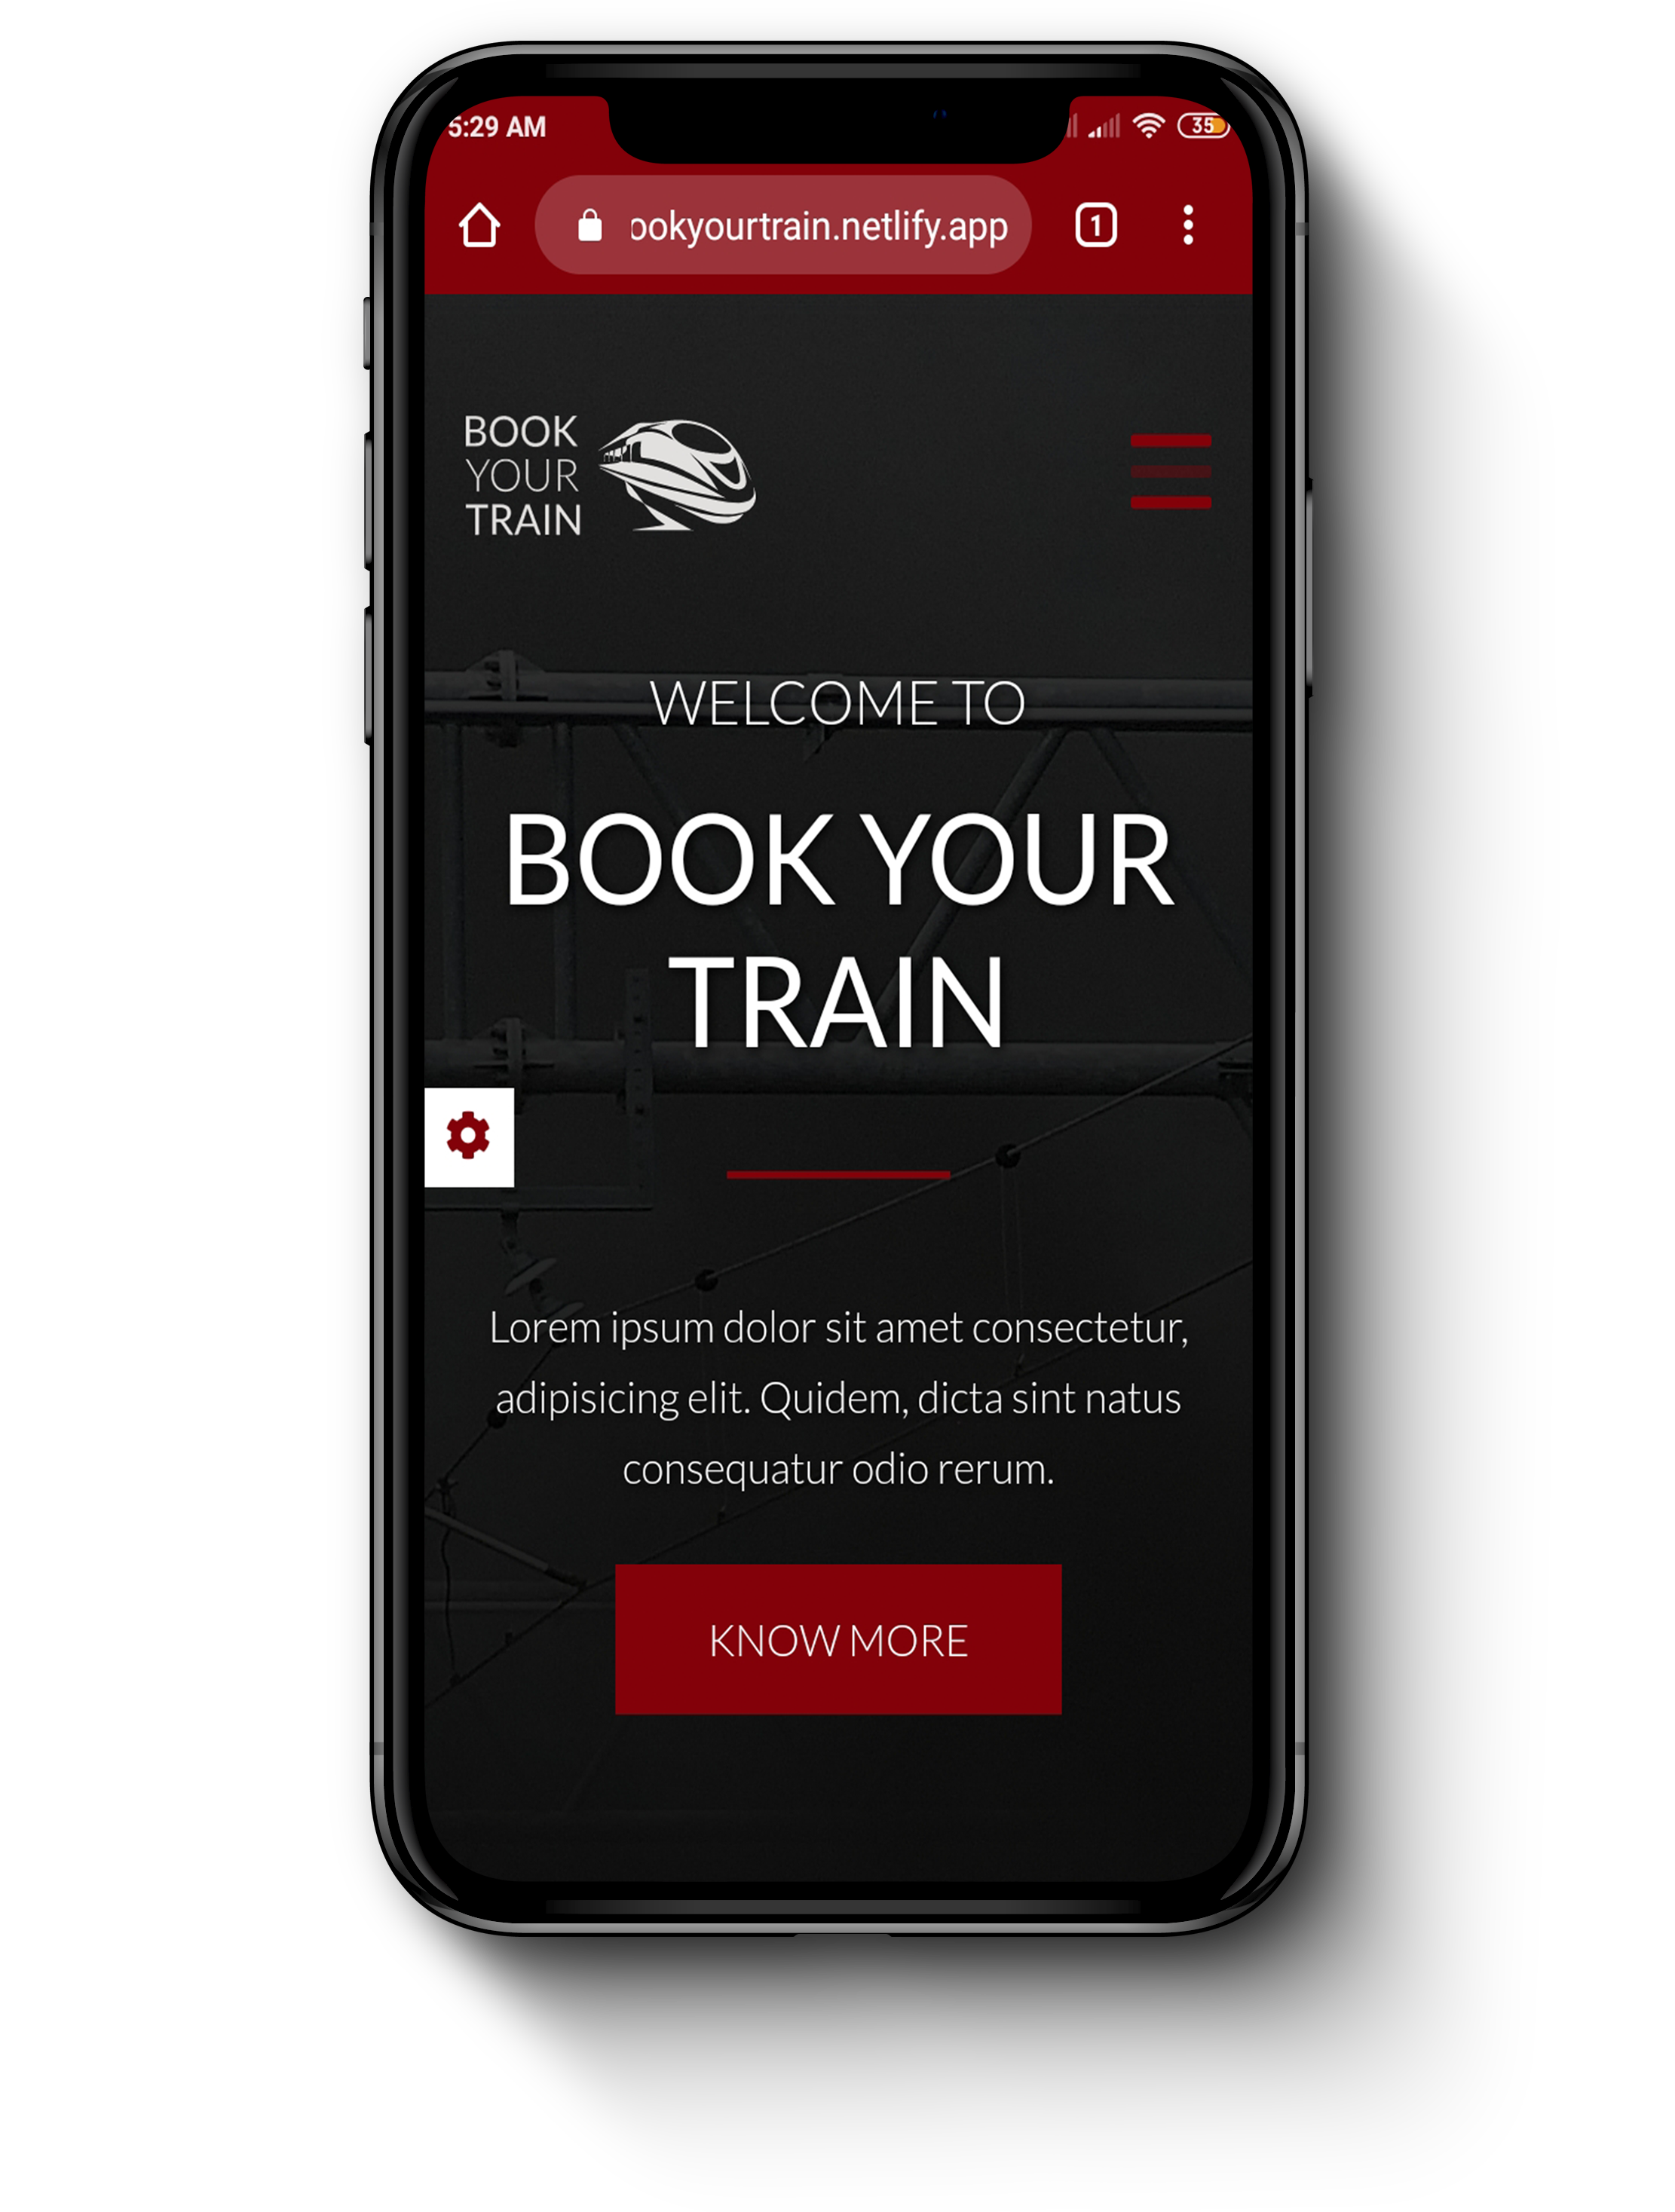 5:29 AM
35
ookyourtrain.netlify.app
1
BOOK
YOUR
TRAIN
WELCOME TO
BOOK YOUR
TRAIN
Lorem ipsum dolor sit amet consectetur,
adipisicing elit. Quidem, dicta sint natus
consequatur odio rerum.
KNOW MORE